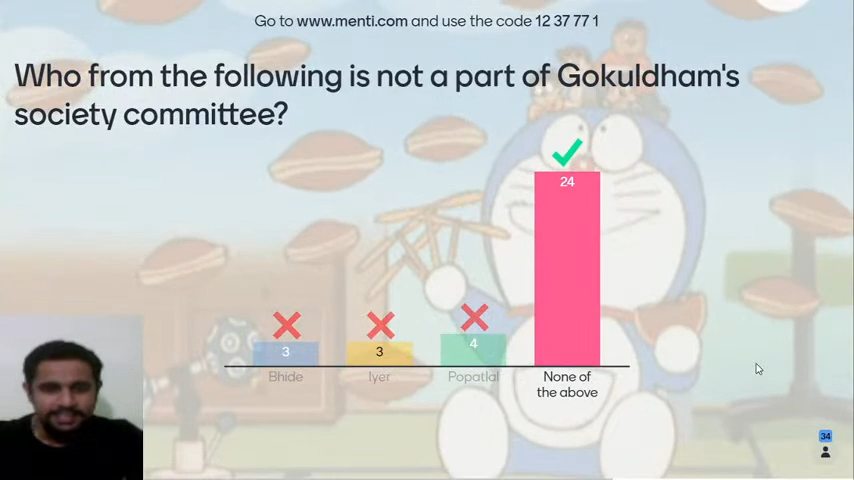 Go to www.menti.com and use the code 12 37 77 1
Who from the following is not a part of Gokuldham's
society committee?
24
3
3
4
Bhide
Iyer
Popatlal
None of
the above
34